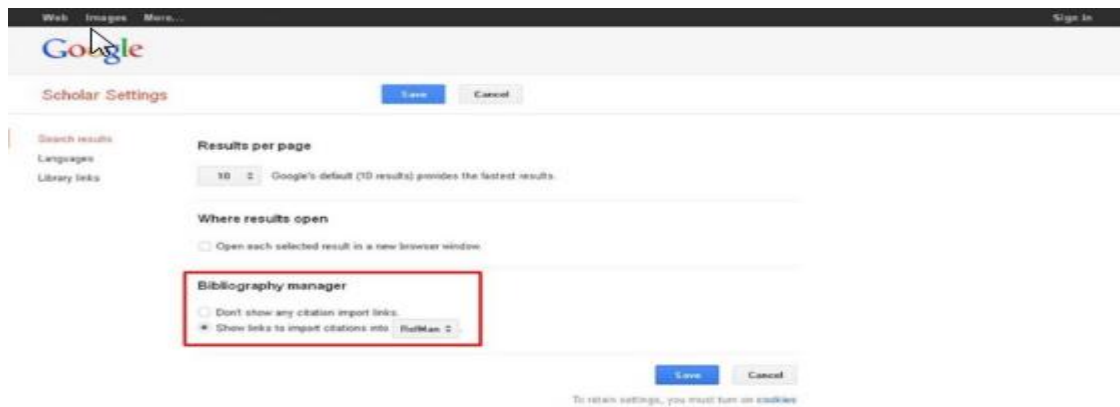 Web Images More... Sign in
Google
Scholar Settings Save Cancel
Search results
Languages
Library links
Results per page
10 Google's default (10 results) provides the fastest results.
Where results open
Open each selected result in a new browser window.
Bibliography manager
Don't show any citation import links.
Show links to import citations into RefMan .
Save Cancel
To retain settings, you must turn on cookies